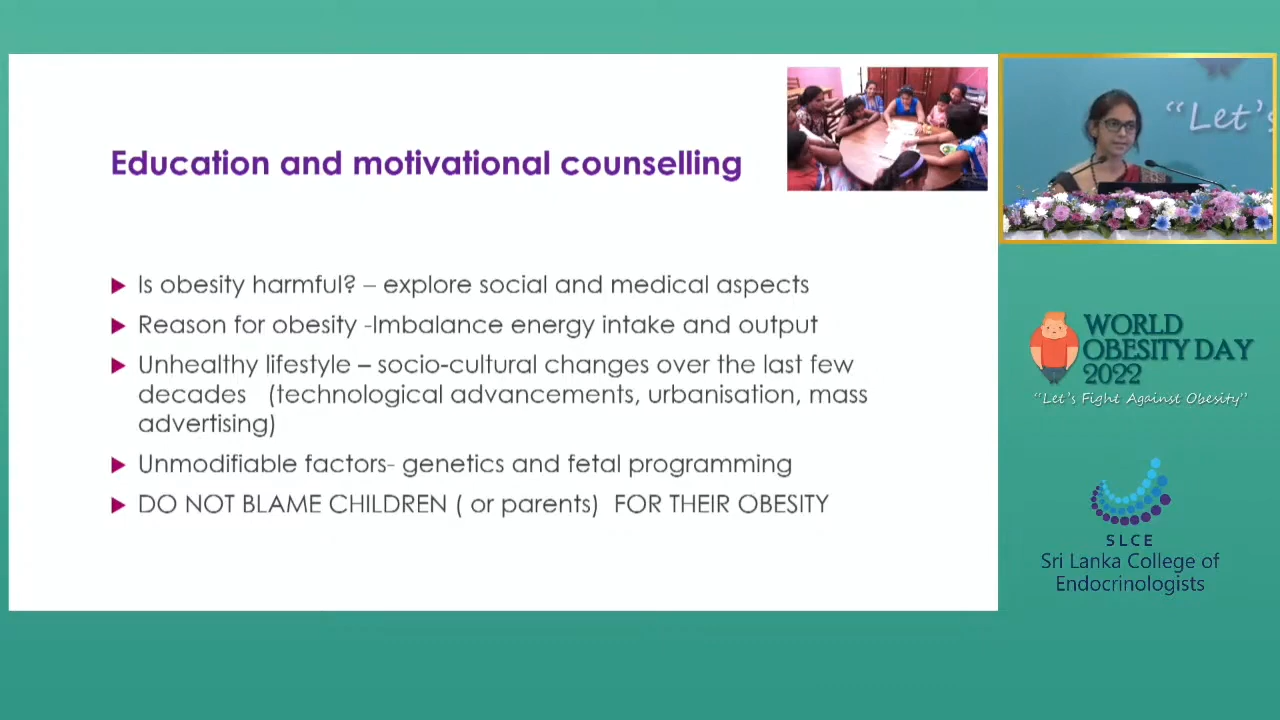 Education and motivational counselling
Is obesity harmful? – explore social and medical aspects
Reason for obesity -Imbalance energy intake and output
Unhealthy lifestyle – socio-cultural changes over the last few
decades (technological advancements, urbanisation, mass
advertising)
Unmodifiable factors- genetics and fetal programming
DO NOT BLAME CHILDREN ( or parents) FOR THEIR OBESITY
“Let’s
WORLD
OBESITY DAY
2022
“Let’s Fight Against Obesity”
SLCE
Sri Lanka College of
Endocrinologists